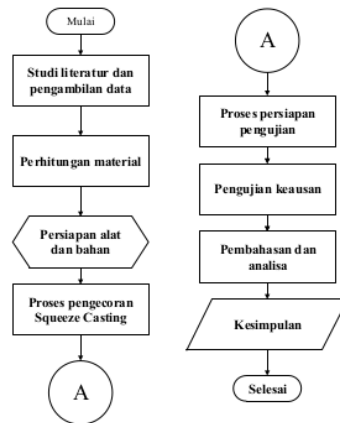 Mulai
Studi literatur dan
pengambilan data
Perhitungan material
Persiapan alat
dan bahan
Proses pengecoran
Squeeze Casting
A
A
Proses persiapan
pengujian
Pengujian keausan
Pembahasan dan
analisa
Kesimpulan
Selesai